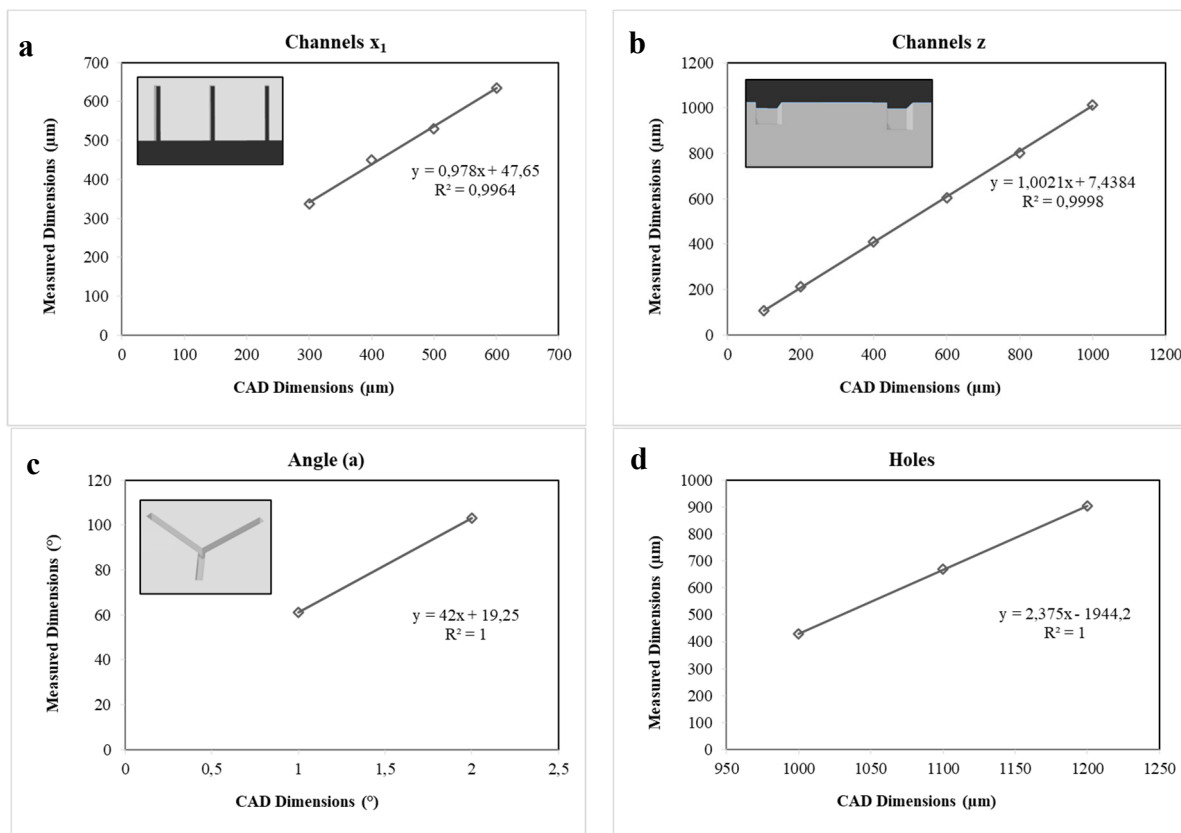 a
Channels x₁
Measured Dimensions (µm)
700
600
500
400
300
200
100
0
y = 0,978x + 47,65
R² = 0,9964
0 100 200 300 400 500 600 700
CAD Dimensions (µm)
b
Channels z
Measured Dimensions (µm)
1200
1000
800
600
400
200
0
y = 1,0021x + 7,4384
R² = 0,9998
0 200 400 600 800 1000 1200
CAD Dimensions (µm)
c
Angle (a)
Measured Dimensions (°)
120
100
80
60
40
20
0
y = 42x + 19,25
R² = 1
0 0,5 1 1,5 2 2,5
CAD Dimensions (°)
d
Holes
Measured Dimensions (µm)
1000
900
800
700
600
500
400
300
200
100
0
y = 2,375x - 1944,2
R² = 1
950 1000 1050 1100 1150 1200 1250
CAD Dimensions (µm)